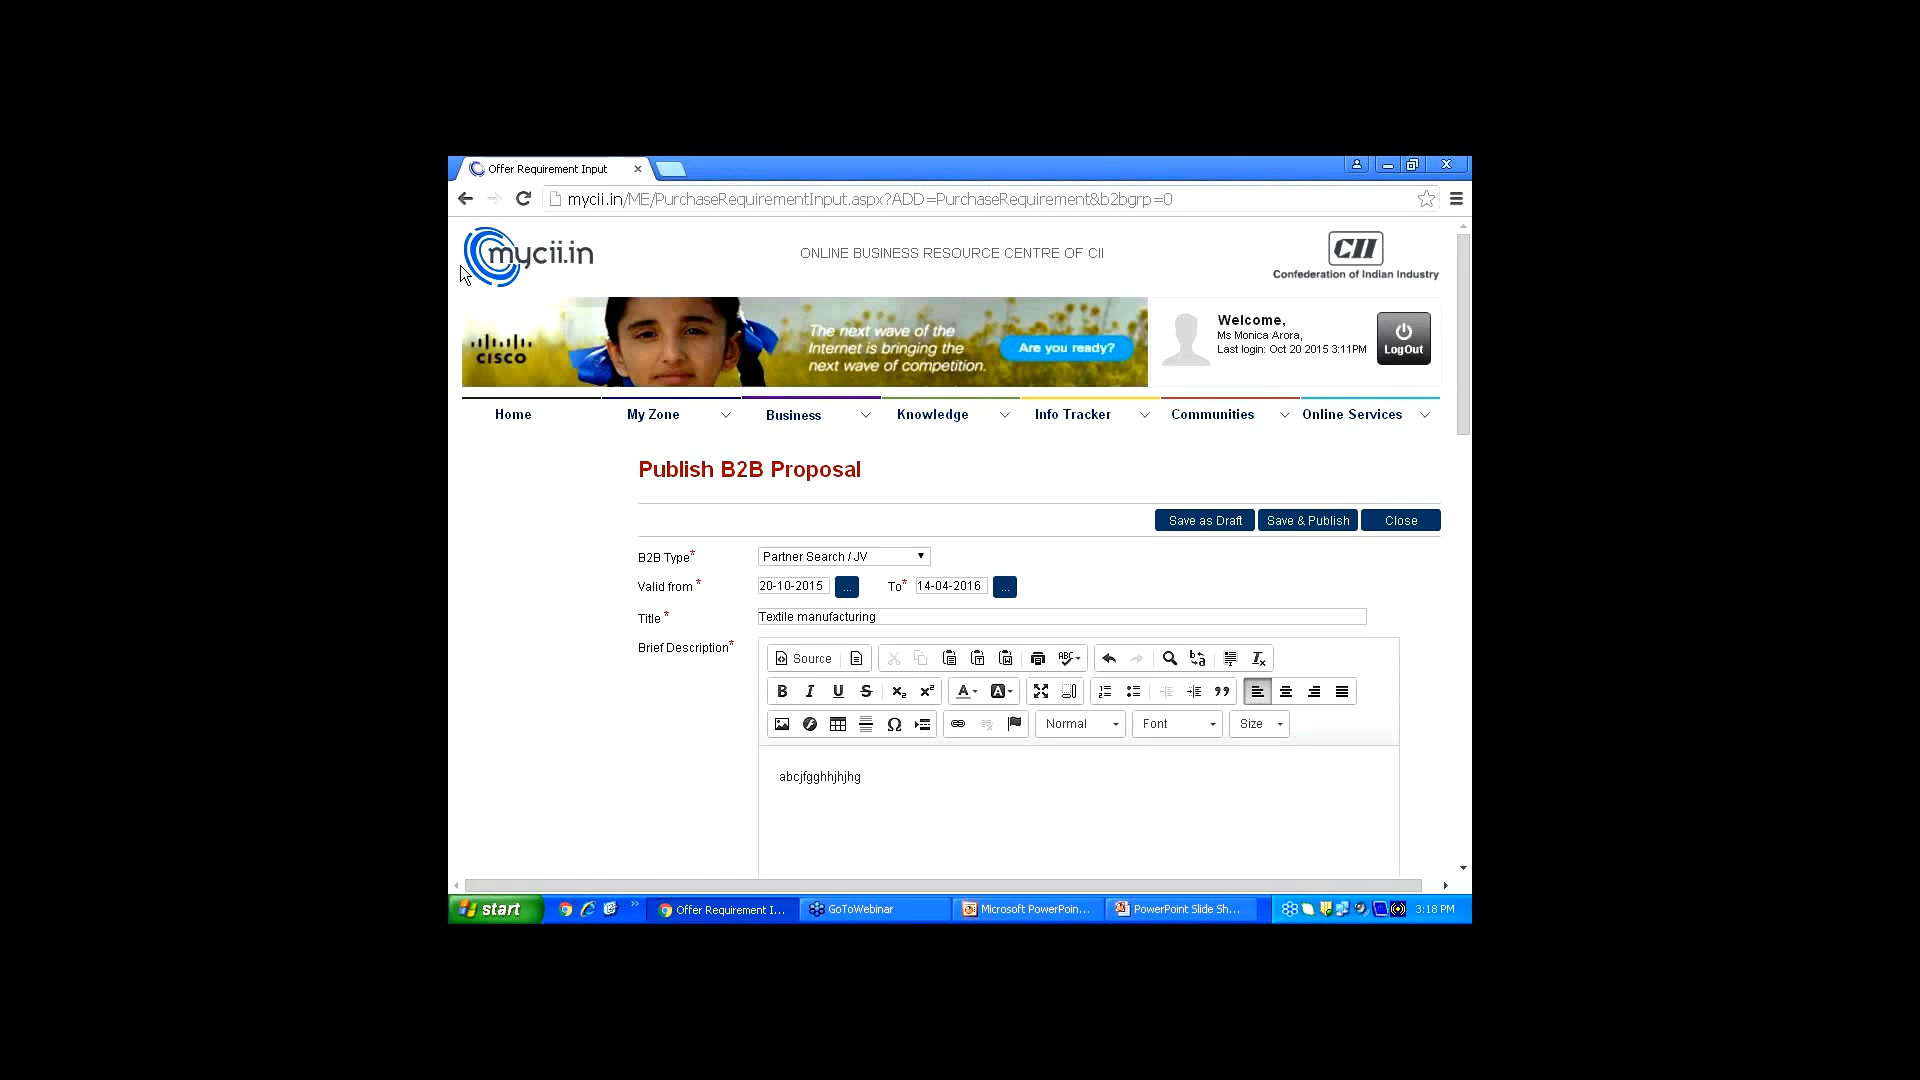 Offer Requirement Input
mycii.in/ME/PurchaseRequirementInput.aspx?ADD=PurchaseRequirement&b2bgrp=0
mycii.in
ONLINE BUSINESS RESOURCE CENTRE OF CII
CII
Confederation of Indian Industry
CISCO
The next wave of the
Internet is bringing the
next wave of competition.
Are you ready?
Welcome,
Ms Monica Arora,
Last login: Oct 20 2015 3:11PM
LogOut
Home My Zone Business Knowledge Info Tracker Communities Online Services
Publish B2B Proposal
Save as Draft Save & Publish Close
B2B Type* Partner Search / JV
Valid from * 20-10-2015 ... To* 14-04-2016 ...
Title * Textile manufacturing
Brief Description*
Source ABC
B I U S x₂ x² A A
Ω Normal Font Size
abcjfgghhjhjhg
start Offer Requirement I... GoToWebinar Microsoft PowerPoin... PowerPoint Slide Sh... 3:18 PM